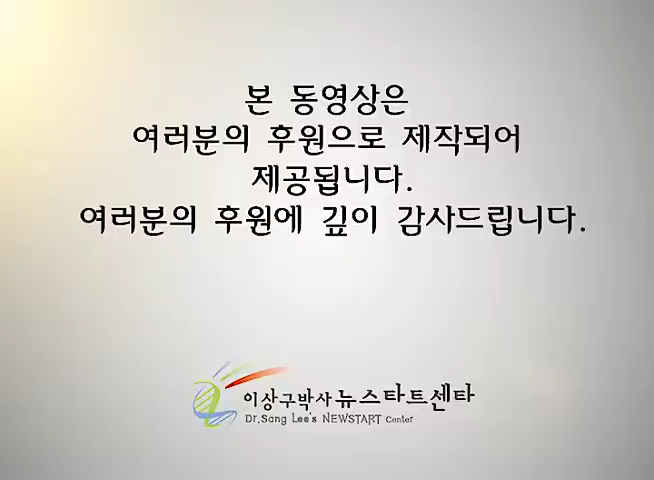 본 동영상은
여러분의 후원으로 제작되어
제공됩니다.
여러분의 후원에 깊이 감사드립니다.
이상구박사 뉴스타트센타
Dr.Sang Lee's NEWSTART Center